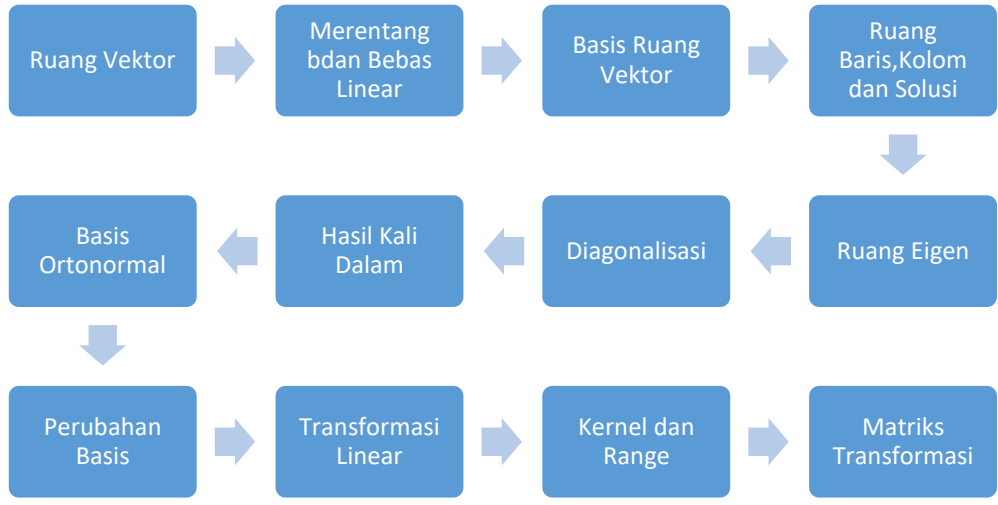 Ruang Vektor
Merentang
bdan Bebas
Linear
Basis Ruang
Vektor
Ruang
Baris,Kolom
dan Solusi
Ruang Eigen
Diagonalisasi
Hasil Kali
Dalam
Basis
Ortonormal
Perubahan
Basis
Transformasi
Linear
Kernel dan
Range
Matriks
Transformasi